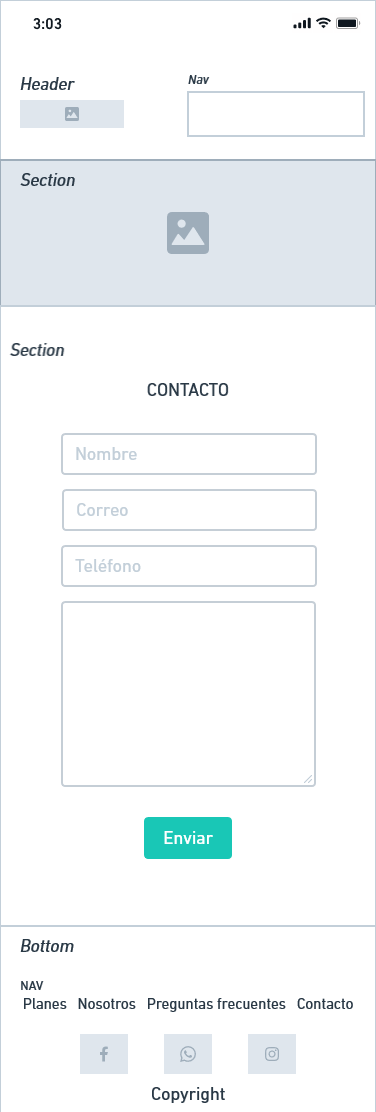 3:03
Header
Nav
Section
Section
CONTACTO
Nombre
Correo
Teléfono
Enviar
Bottom
NAV
Planes Nosotros Preguntas frecuentes Contacto
Copyright